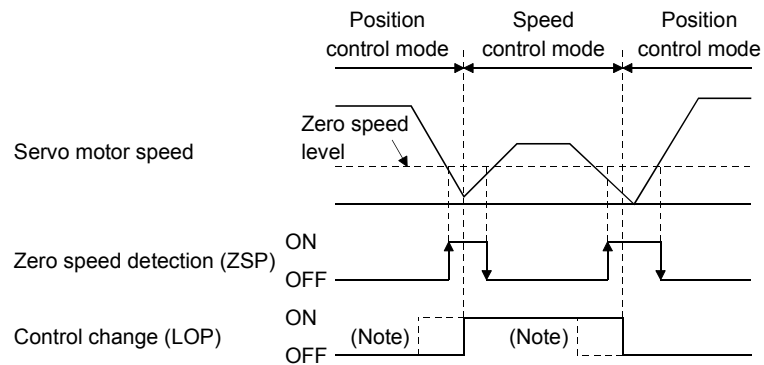 Position control mode
Speed control mode
Position control mode
Zero speed level
Servo motor speed
ON
Zero speed detection (ZSP)
OFF
ON
Control change (LOP)
(Note)
(Note)
OFF